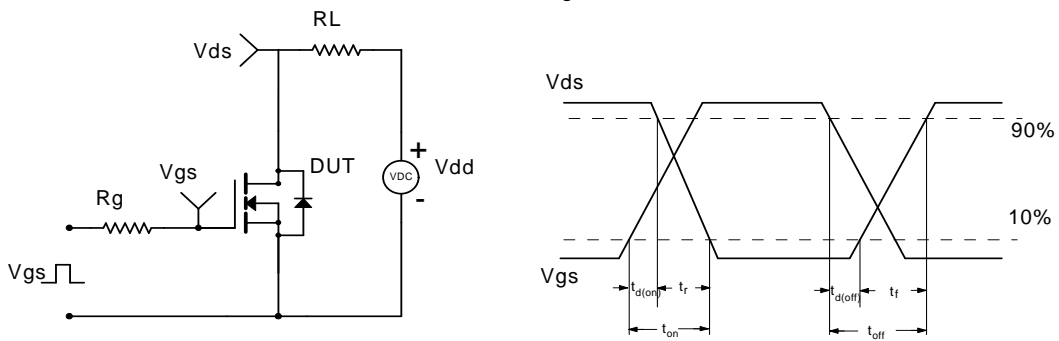 RL
Vds
Vgs
DUT
Rg
VDC
+
-
Vdd
Vgs
Vds
90%
10%
Vgs
td(on)
tr
td(off)
tf
ton
toff